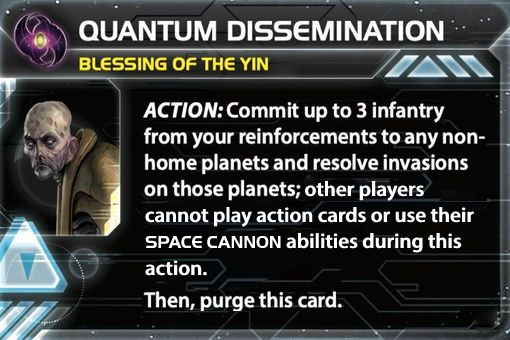 QUANTUM DISSEMINATION
BLESSING OF THE YIN
ACTION: Commit up to 3 infantry
from your reinforcements to any non-
home planets and resolve invasions
on those planets; other players
cannot play action cards or use their
SPACE CANNON abilities during this
action.
Then, purge this card.